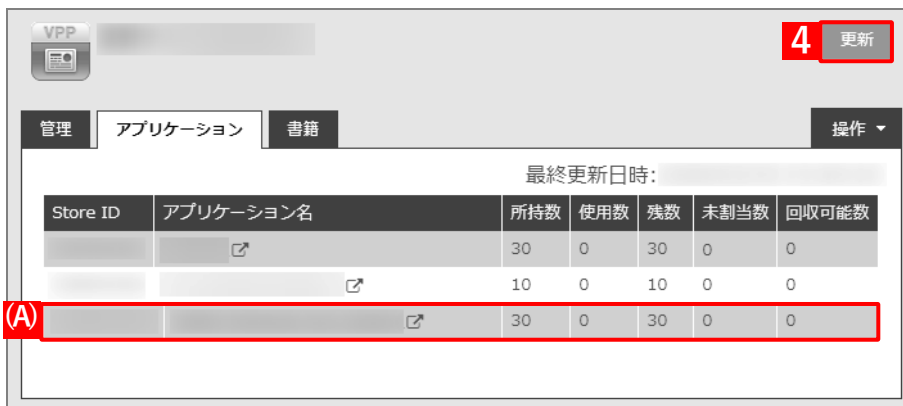 VPP
4 更新
管理 アプリケーション 書籍 操作
最終更新日時:
Store ID アプリケーション名 所持数 使用数 残数 未割当数 回収可能数
30 0 30 0 0
10 0 10 0 0
(A) 30 0 30 0 0